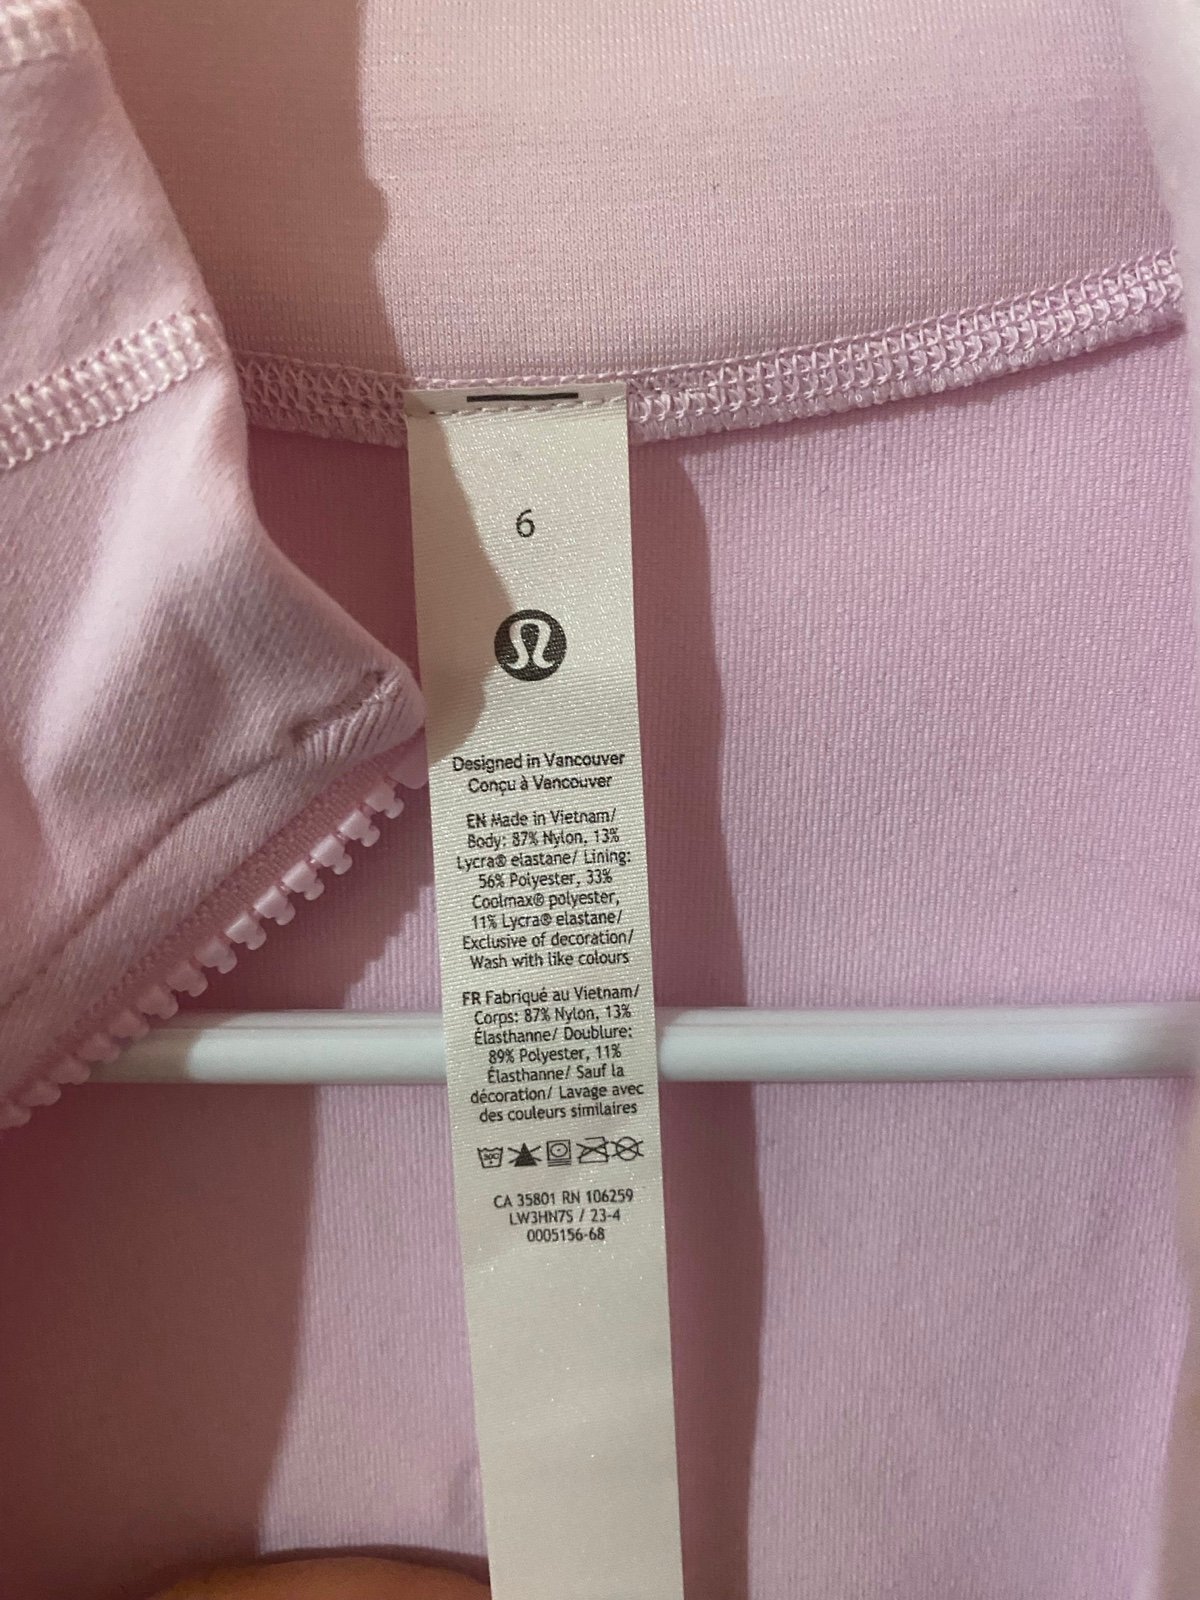 6
Designed in Vancouver
Conçu à Vancouver
EN Made in Vietnam/
Body: 87% Nylon, 13%
Lycra® elastane/ Lining:
56% Polyester, 33%
Coolmax® polyester,
11% Lycra® elastane/
Exclusive of decoration/
Wash with like colours
FR Fabriqué au Vietnam/
Corps: 87% Nylon, 13%
Élasthanne/ Doublure:
89% Polyester, 11%
Élasthanne/ Sauf la
décoration/ Lavage avec
des couleurs similaires
CA 35801 RN 106259
LW3HN7S / 23-4
0005156-68